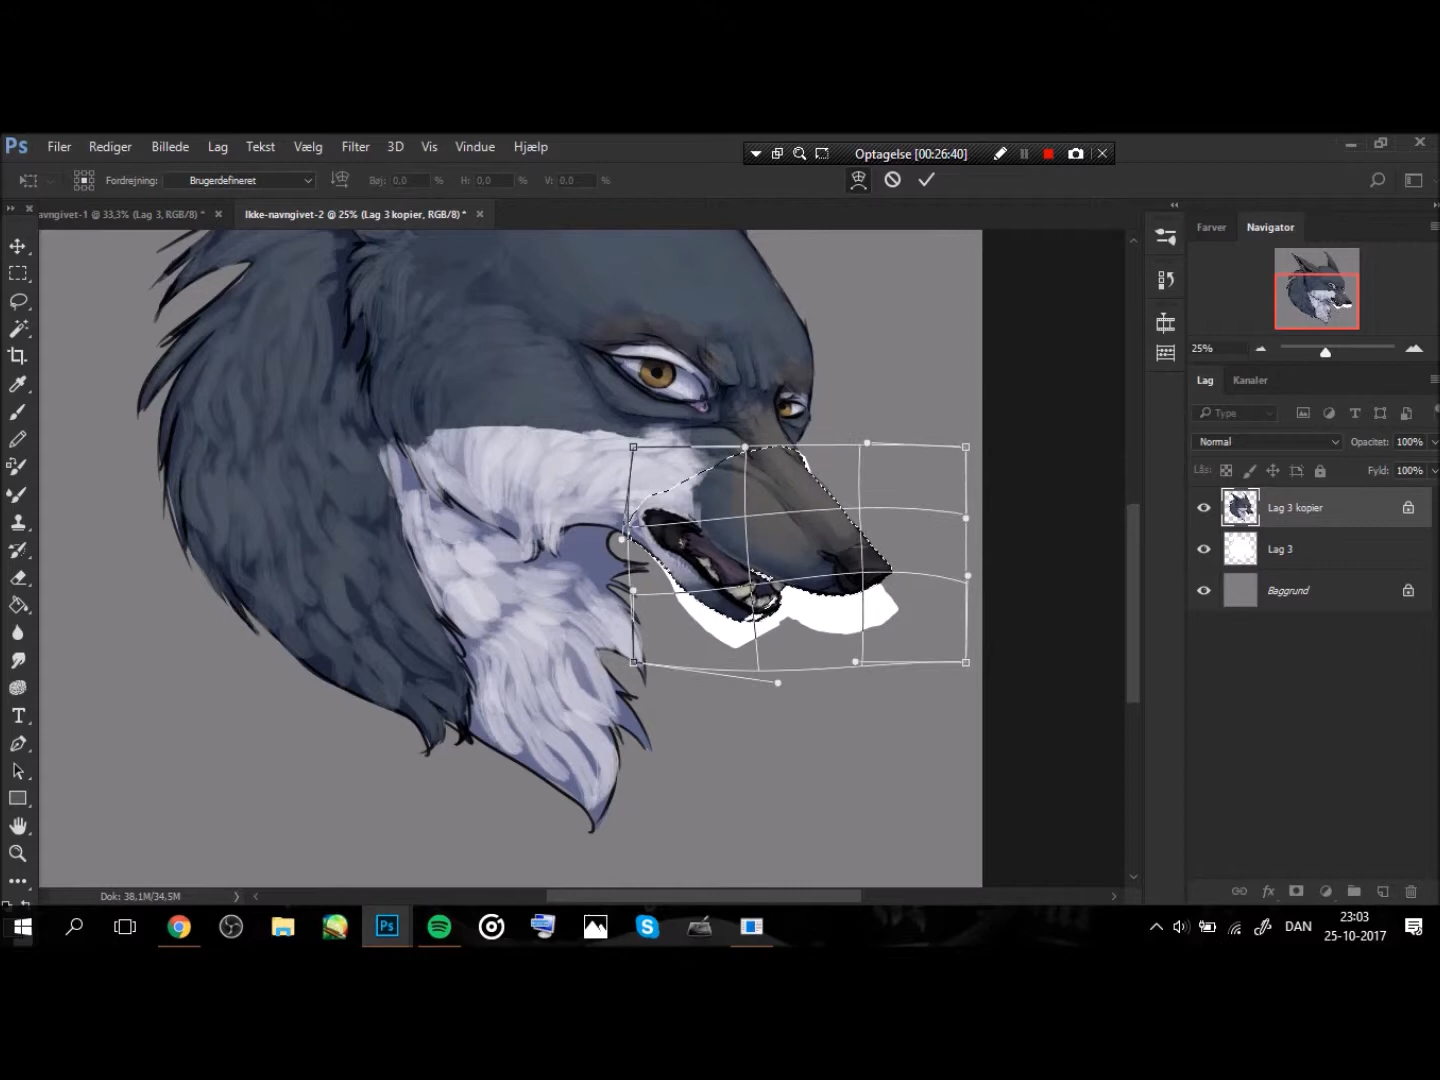 Ps Filer Rediger Billede Lag Tekst Vælg Filter 3D Vis Vindue Hjælp
Optagelse [00:26:40]
Fordrejning: Brugerdefineret Bøj: 0,0 % H: 0,0 % V: 0,0 %
avngivet-1 @ 33,3% (Lag 3, RGB/8) * Ikke-navngivet-2 @ 25% (Lag 3 kopier, RGB/8) *
Farver Navigator
25%
Lag Kanaler
Type
Normal Opacitet: 100%
Lås: Fyld: 100%
Lag 3 kopier
Lag 3
Baggrund
fx
Dok: 38,1M/34,5M
Ps
DAN
23:03
25-10-2017